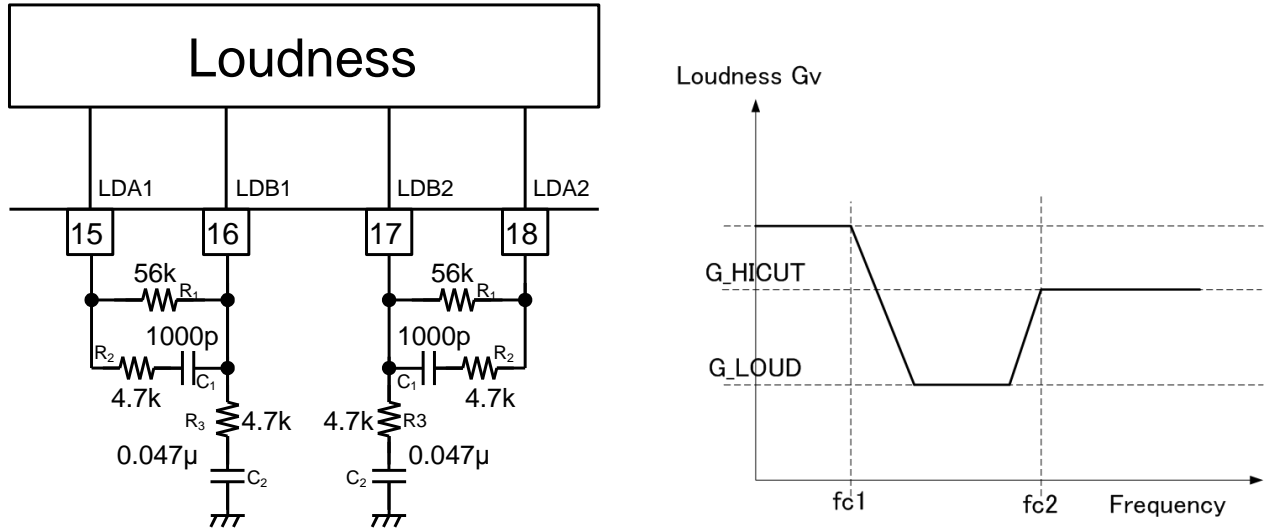 Loudness
LDA1 LDB1 LDB2 LDA2
15 16 17 18
56k 56k
R₁ R₁
1000p 1000p
R₂ C₁ C₁ R₂
4.7k 4.7k
R₃ 4.7k 4.7k R3
0.047µ 0.047µ
C₂ C₂
Loudness Gv
G_HICUT
G_LOUD
fc1 fc2 Frequency